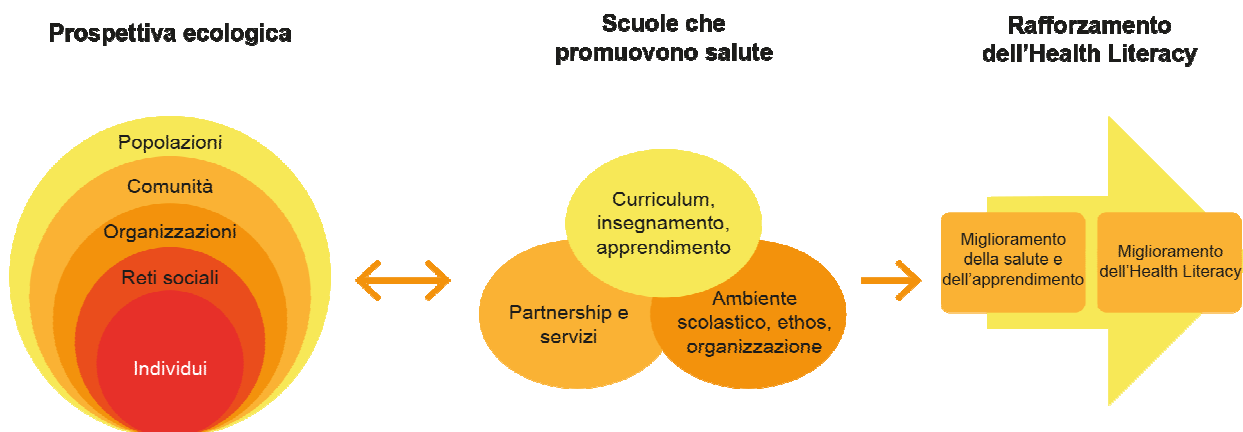 Prospettiva ecologica
Scuole che
promuovono salute
Rafforzamento
dell'Health Literacy
Popolazioni
Comunità
Organizzazioni
Reti sociali
Individui
Curriculum,
insegnamento,
apprendimento
Partnership e
servizi
Ambiente
scolastico, ethos,
organizzazione
Miglioramento
della salute e
dell'apprendimento
Miglioramento
dell'Health Literacy